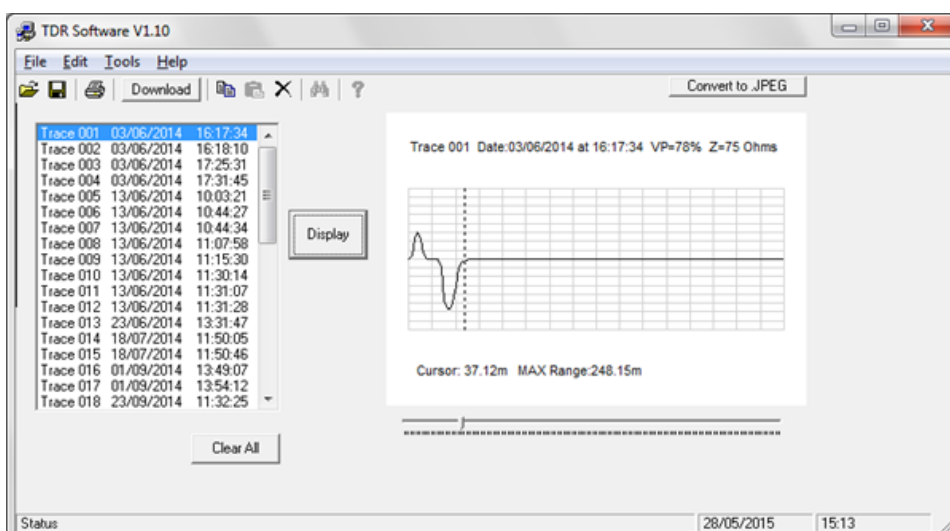 TDR Software V1.10
File Edit Tools Help
Download
Convert to .JPEG
Trace 001 03/06/2014 16:17:34
Trace 002 03/06/2014 16:18:10
Trace 003 03/06/2014 17:25:31
Trace 004 03/06/2014 17:31:45
Trace 005 13/06/2014 10:03:21
Trace 006 13/06/2014 10:44:27
Trace 007 13/06/2014 10:44:34
Trace 008 13/06/2014 11:07:58
Trace 009 13/06/2014 11:15:30
Trace 010 13/06/2014 11:30:14
Trace 011 13/06/2014 11:31:07
Trace 012 13/06/2014 11:31:28
Trace 013 23/06/2014 13:31:47
Trace 014 18/07/2014 11:50:05
Trace 015 18/07/2014 11:50:46
Trace 016 01/09/2014 13:49:07
Trace 017 01/09/2014 13:54:12
Trace 018 23/09/2014 11:32:25
Display
Trace 001 Date:03/06/2014 at 16:17:34 VP=78% Z=75 Ohms
Cursor: 37.12m MAX Range:248.15m
Clear All
Status
28/05/2015
15:13